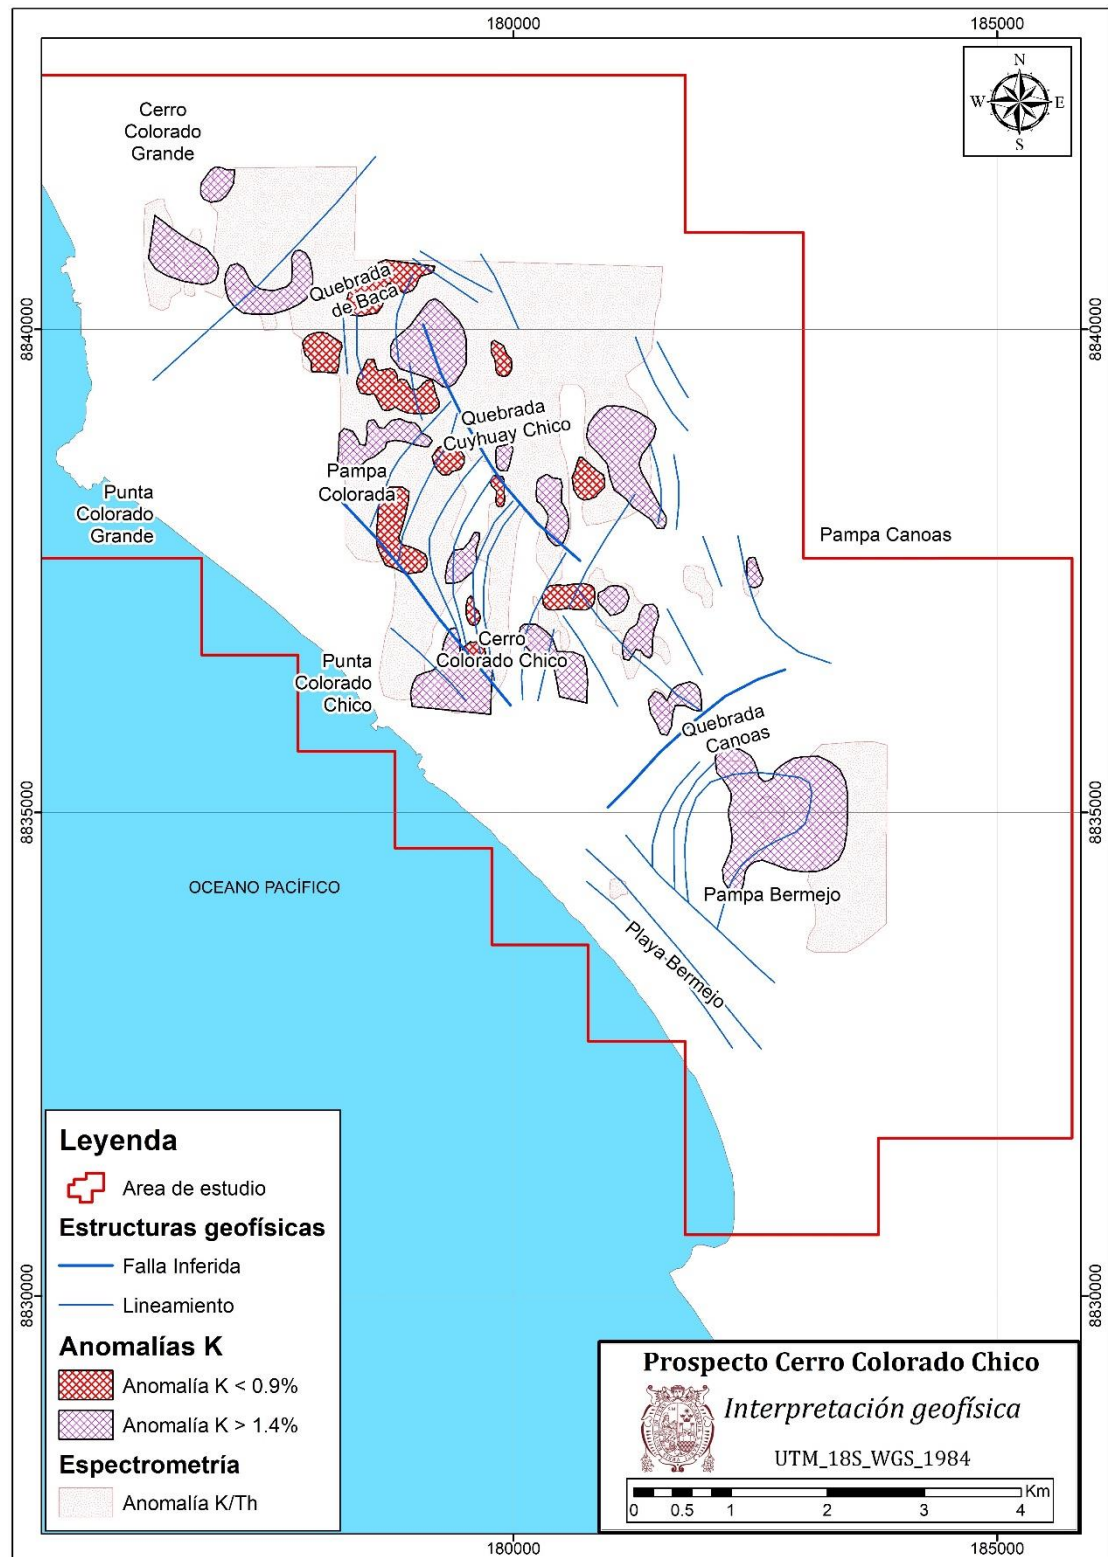 180000
185000
Cerro
Colorado
Grande
N
W
E
S
Quebrada
de Baca
8840000
8840000
Quebrada
Cuyhuay Chico
Pampa
Colorada
Punta
Colorado
Grande
Pampa Canoas
Cerro
Colorado Chico
Punta
Colorado
Chico
Quebrada
Canoas
8835000
8835000
OCEANO PACÍFICO
Pampa Bermejo
Playa Bermejo
8830000
8830000
Leyenda
Area de estudio
Estructuras geofísicas
Falla Inferida
Lineamiento
Anomalías K
Anomalía K < 0.9%
Anomalía K > 1.4%
Espectrometría
Anomalía K/Th
Prospecto Cerro Colorado Chico
Interpretación geofísica
UTM_18S_WGS_1984
Km
0 0.5 1 2 3 4
180000
185000